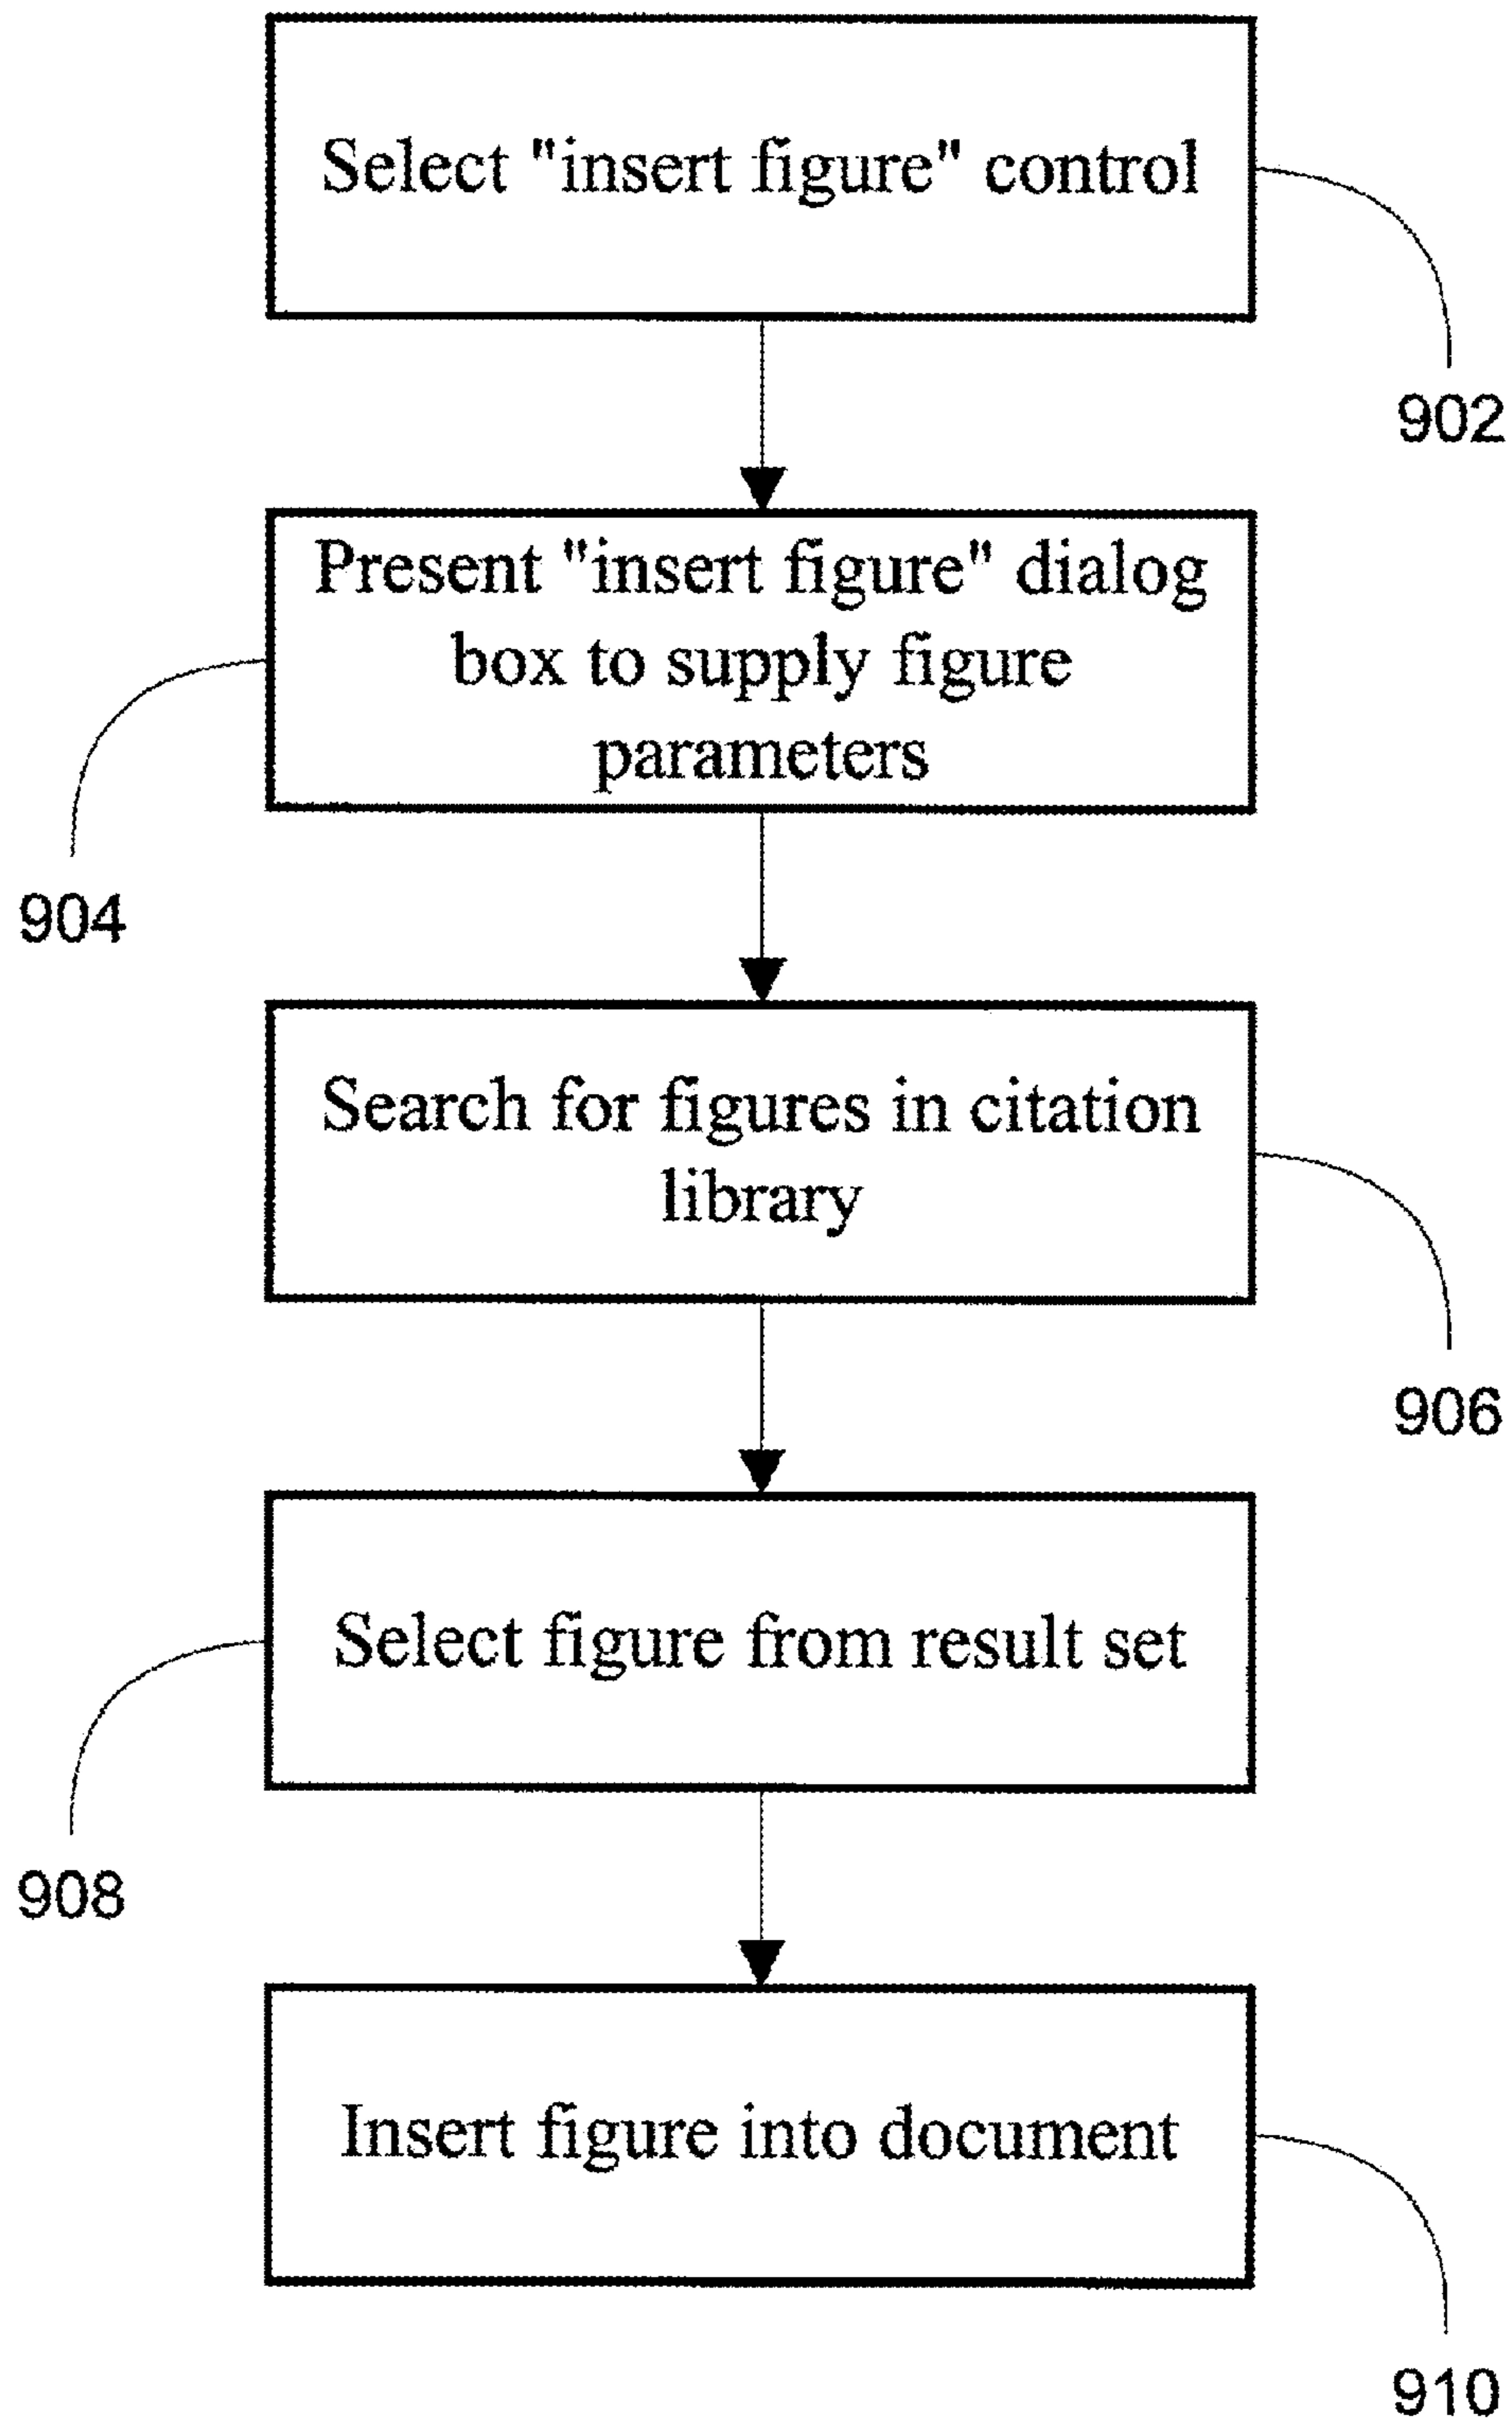 Select "insert figure" control
902
Present "insert figure" dialog
box to supply figure
parameters
904
Search for figures in citation
library
906
Select figure from result set
908
Insert figure into document
910